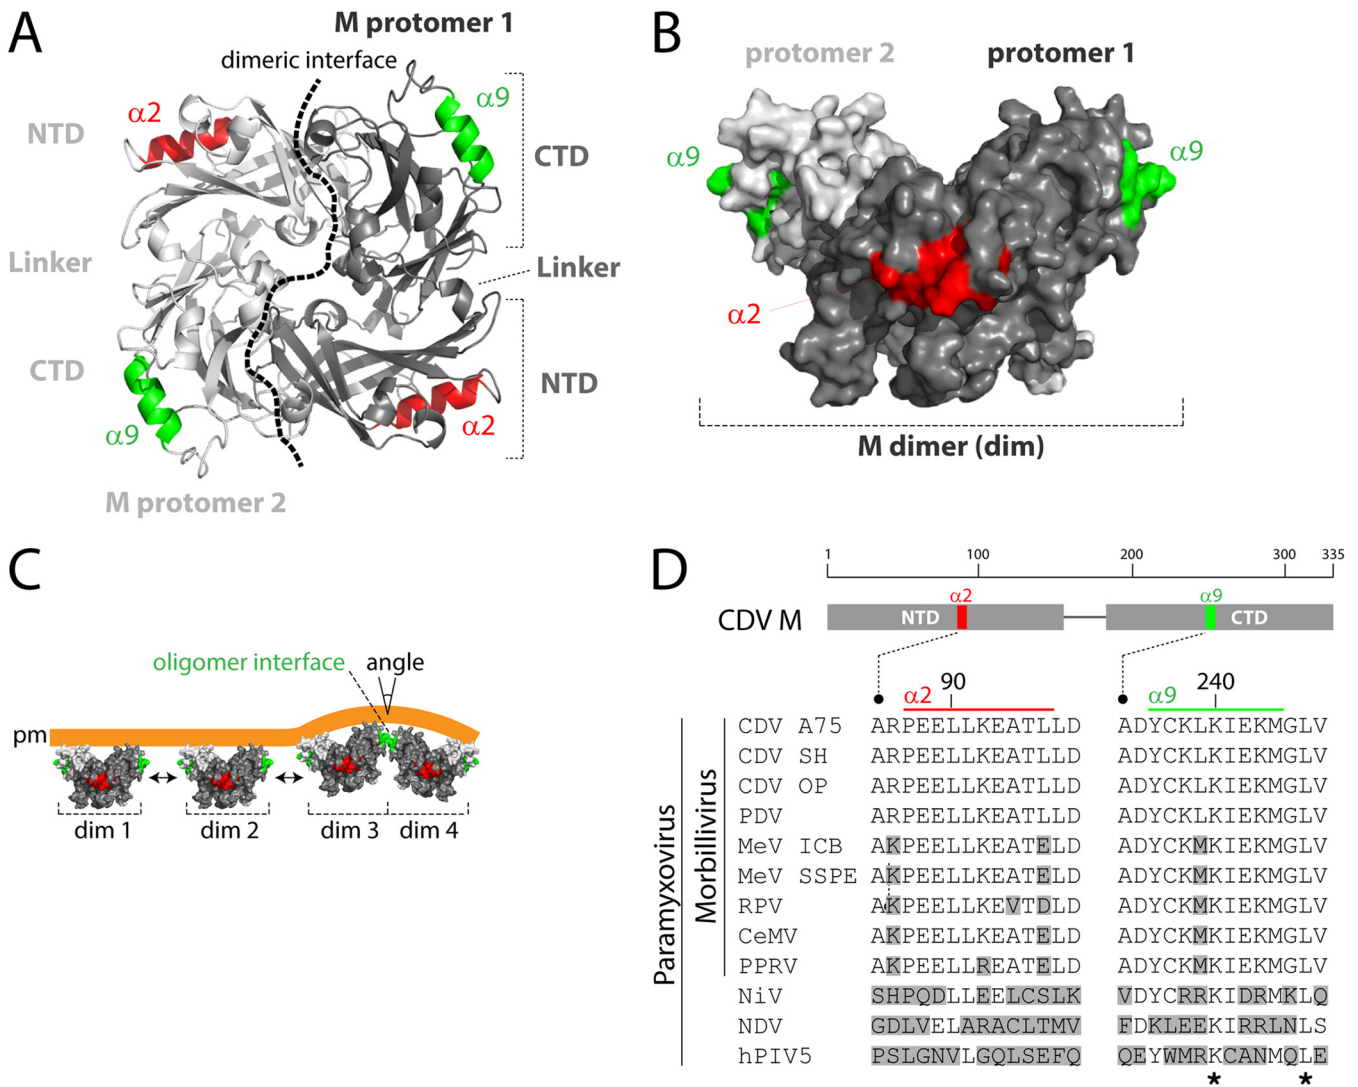 A
M protomer 1
dimeric interface
α2
α9
NTD
CTD
Linker
Linker
CTD
NTD
α9
α2
M protomer 2
B
protomer 2
protomer 1
α9
α9
α2
M dimer (dim)
C
oligomer interface
angle
pm
dim 1
dim 2
dim 3
dim 4
D
1
100
200
300
335
α2
α9
CDV M
NTD
CTD
α2
90
α9
240
Paramyxovirus
Morbillivirus
CDV A75 ARPEELLKEATLLD ADYCKLKIEKMGLV
CDV SH ARPEELLKEATLLD ADYCKLKIEKMGLV
CDV OP ARPEELLKEATLLD ADYCKLKIEKMGLV
PDV ARPEELLKEATLLD ADYCKLKIEKMGLV
MeV ICB AKPEELLKEATELD ADYCKMKIEKMGLV
MeV SSPE AKPEELLKEATELD ADYCKMKIEKMGLV
RPV AKPEELLKEVTDLD ADYCKMKIEKMGLV
CeMV AKPEELLKEATELD ADYCKMKIEKMGLV
PPRV AKPEELLREATELD ADYCKMKIEKMGLV
NiV SHPQDLLEELCSLK VDYCRRKIDRMKLQ
NDV GDLVELARACLTMV FDKLEEKIRRLNLS
hPIV5 PSLGNVLGQLSEFQ QEYWMRKCANMQLE
* *